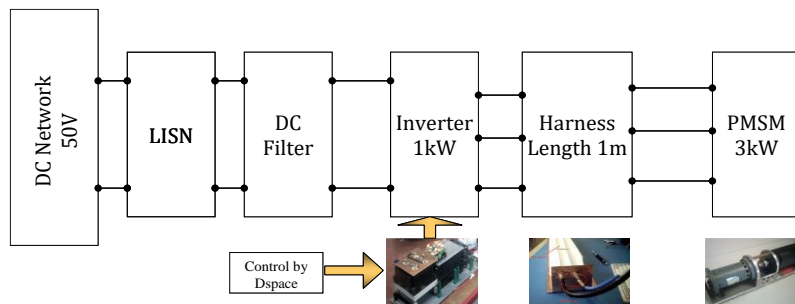 DC Network
50V
LISN
DC
Filter
Inverter
1kW
Harness
Length 1m
PMSM
3kW
Control by
Dspace